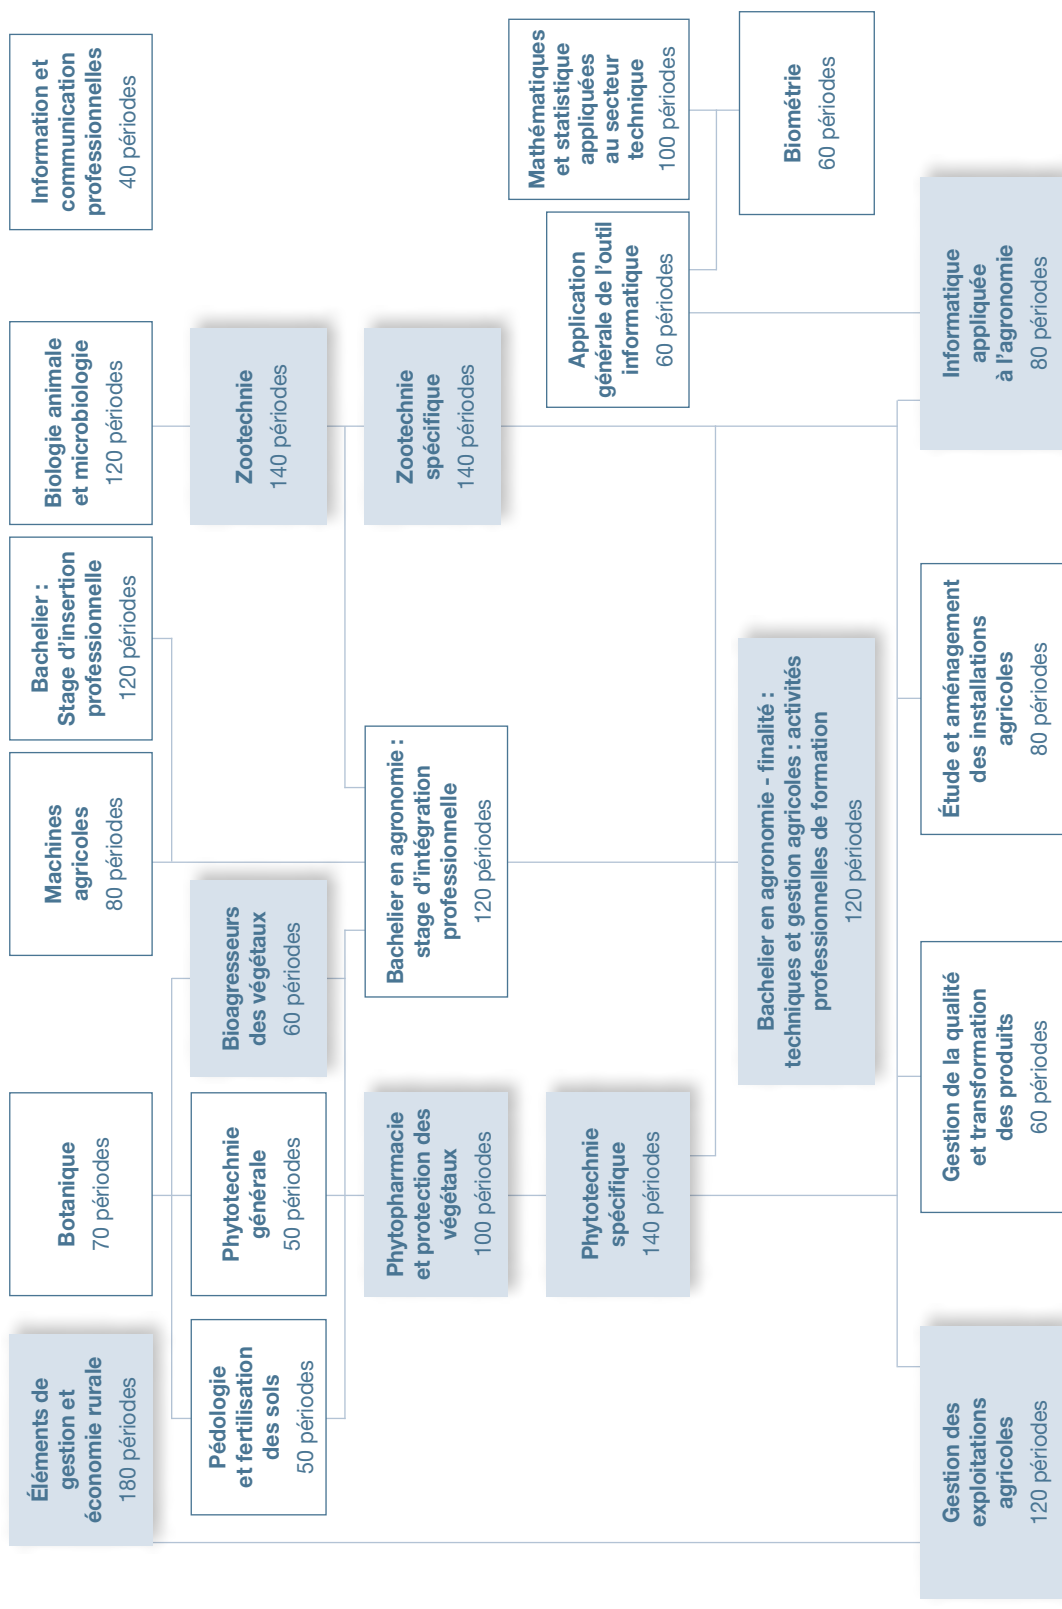 Éléments de
gestion et
économie rurale
180 périodes
Botanique
70 périodes
Machines
agricoles
80 périodes
Bachelier :
Stage d’insertion
professionnelle
120 périodes
Biologie animale
et microbiologie
120 périodes
Information et
communication
professionnelles
40 périodes
Pédologie
et fertilisation
des sols
50 périodes
Phytotechnie
générale
50 périodes
Bioagresseurs
des végétaux
60 périodes
Zootechnie
140 périodes
Phytopharmacie
et protection des
végétaux
100 périodes
Bachelier en agronomie :
stage d’intégration
professionnelle
120 périodes
Zootechnie
spécifique
140 périodes
Phytotechnie
spécifique
140 périodes
Application
générale de l’outil
informatique
60 périodes
Mathématiques
et statistique
appliquées
au secteur
technique
100 périodes
Bachelier en agronomie - finalité :
techniques et gestion agricoles : activités
professionnelles de formation
120 périodes
Biométrie
60 périodes
Gestion des
exploitations
agricoles
120 périodes
Gestion de la qualité
et transformation
des produits
60 périodes
Étude et aménagement
des installations
agricoles
80 périodes
Informatique
appliquée
à l'agronomie
80 périodes